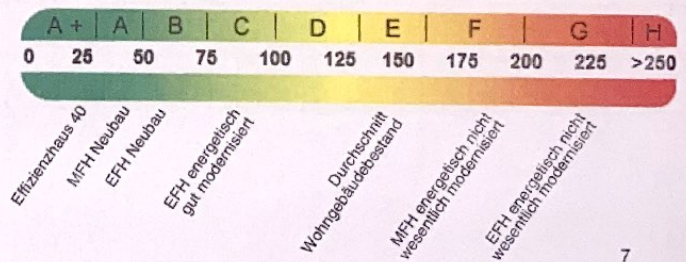 A+ A B C D E F G H
0 25 50 75 100 125 150 175 200 225 >250
Effizienzhaus 40
MFH Neubau
EFH Neubau
EFH energetisch
gut modernisiert
Durchschnitt
Wohngebäudebestand
MFH energetisch nicht
wesentlich modernisiert
EFH energetisch nicht
wesentlich modernisiert
7